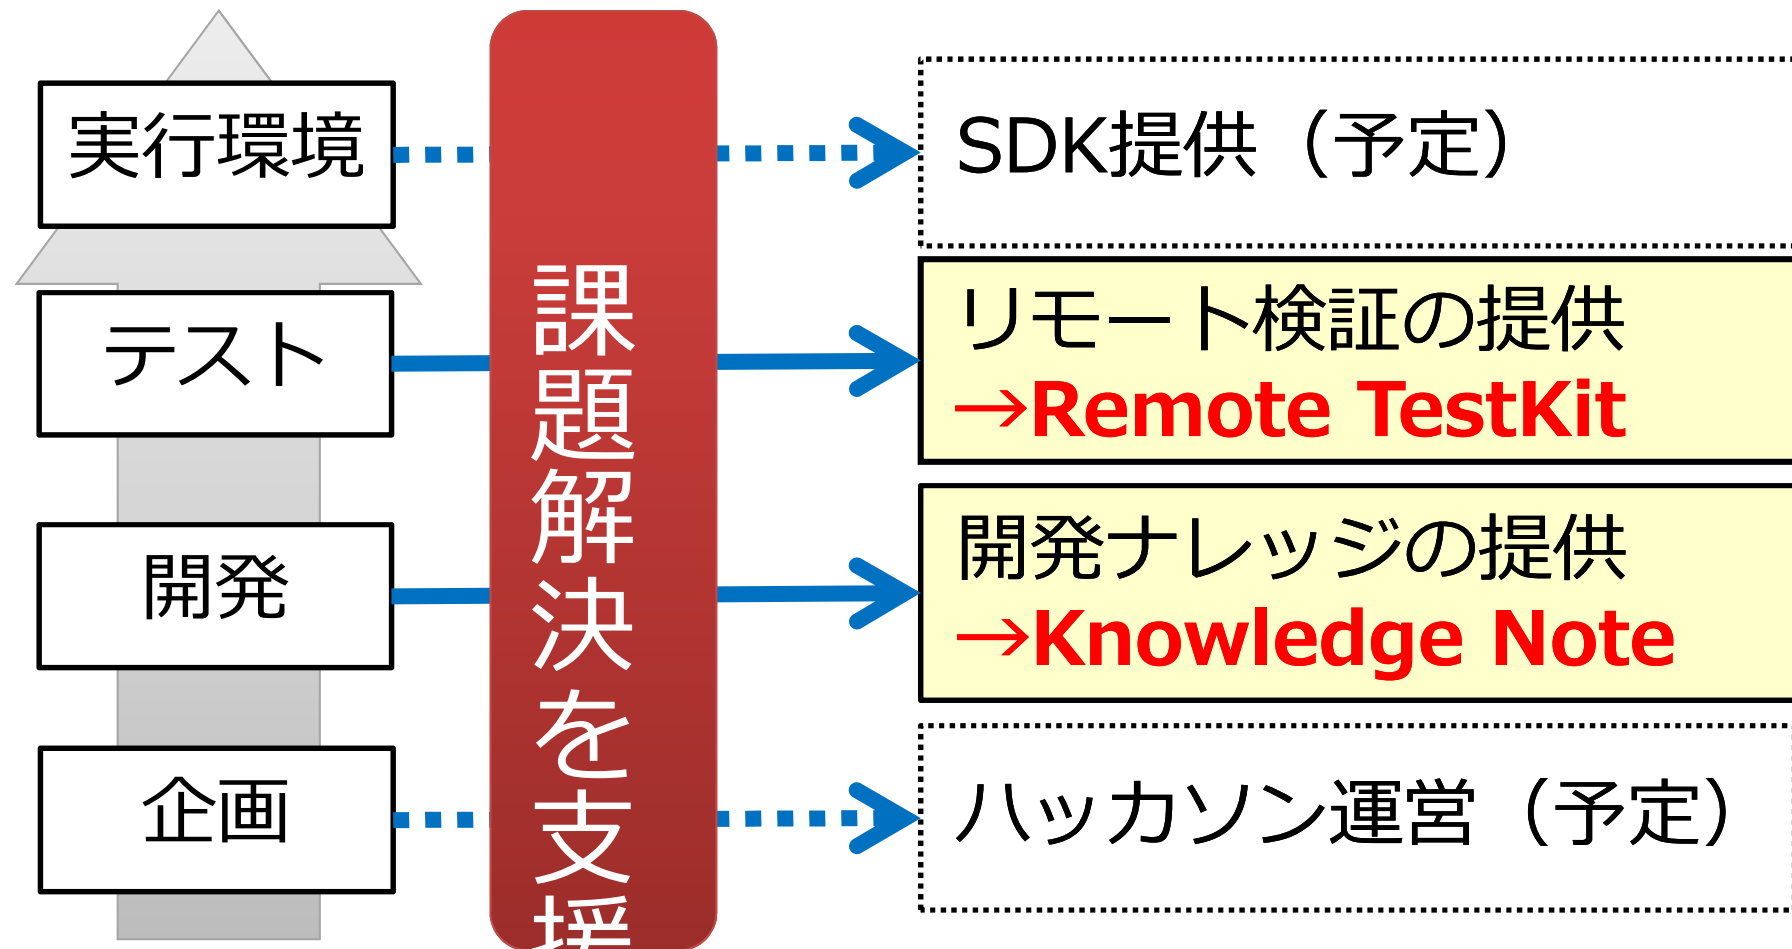 実行環境
テスト
開発
企画
課題解決を支援
SDK提供（予定）
リモート検証の提供
→Remote TestKit
開発ナレッジの提供
→Knowledge Note
ハッカソン運営（予定）